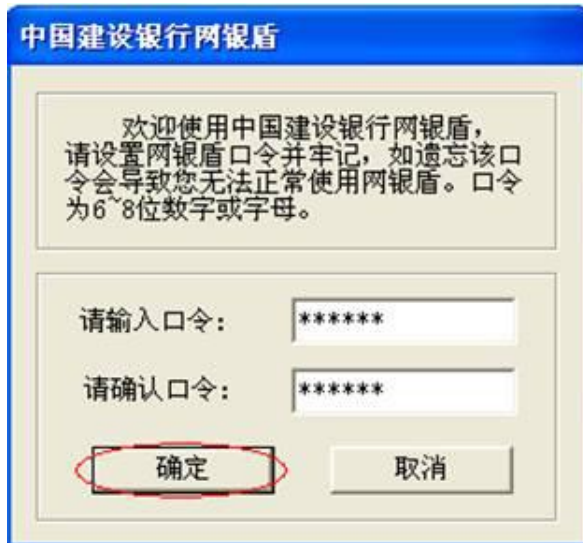 中国建设银行网银盾
欢迎使用中国建设银行网银盾，
请设置网银盾口令并牢记，如遗忘该口
令会导致您无法正常使用网银盾。口令
为6~8位数字或字母。
请输入口令： ******
请确认口令： ******
确定 取消